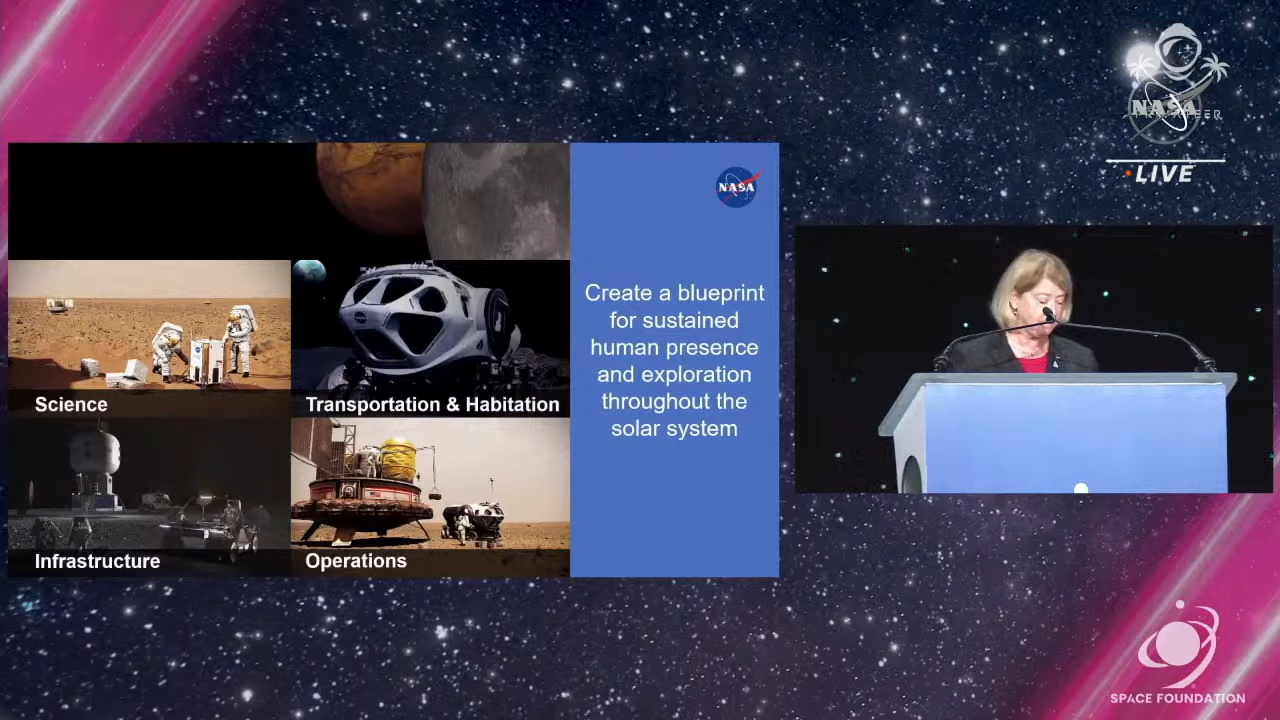 NASA
LIVE
NASA
Create a blueprint
for sustained
human presence
and exploration
throughout the
solar system
Science
Transportation & Habitation
Infrastructure
Operations
SPACE FOUNDATION